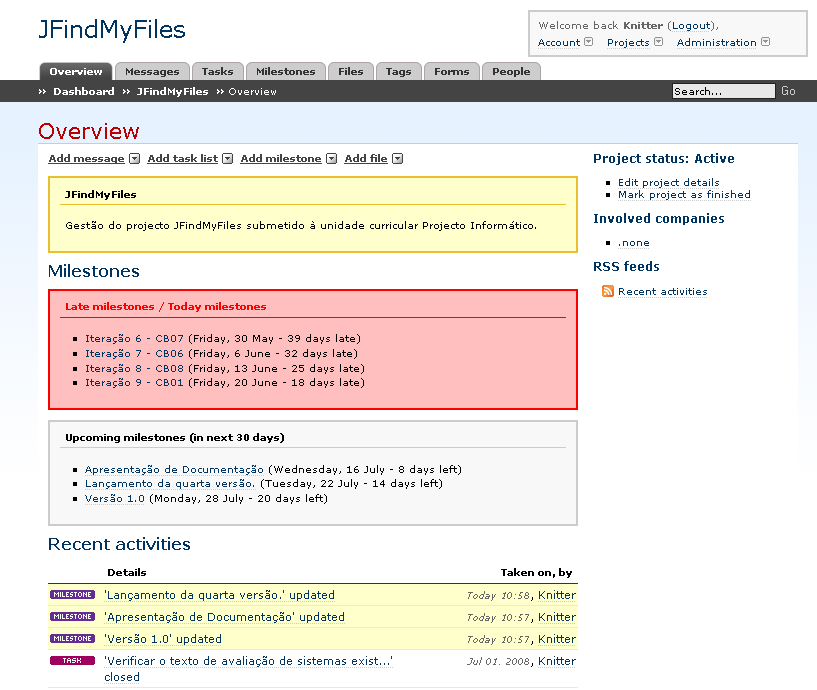 JFindMyFiles
Welcome back Knitter (Logout),
Account Projects Administration
Overview Messages Tasks Milestones Files Tags Forms People
›› Dashboard ›› JFindMyFiles ›› Overview
Search... Go
Overview
Add message Add task list Add milestone Add file
JFindMyFiles
Gestão do projecto JFindMyFiles submetido à unidade curricular Projecto Informático.
Milestones
Late milestones / Today milestones
Iteração 6 - CB07 (Friday, 30 May - 39 days late)
Iteração 7 - CB06 (Friday, 6 June - 32 days late)
Iteração 8 - CB08 (Friday, 13 June - 25 days late)
Iteração 9 - CB01 (Friday, 20 June - 18 days late)
Upcoming milestones (in next 30 days)
Apresentação de Documentação (Wednesday, 16 July - 8 days left)
Lançamento da quarta versão. (Tuesday, 22 July - 14 days left)
Versão 1.0 (Monday, 28 July - 20 days left)
Recent activities
Details Taken on, by
MILESTONE 'Lançamento da quarta versão.' updated Today 10:58, Knitter
MILESTONE 'Apresentação de Documentação' updated Today 10:57, Knitter
MILESTONE 'Versão 1.0' updated Today 10:57, Knitter
TASK 'Verificar o texto de avaliação de sistemas exist...' Jul 01. 2008, Knitter
closed
Project status: Active
Edit project details
Mark project as finished
Involved companies
.none
RSS feeds
Recent activities